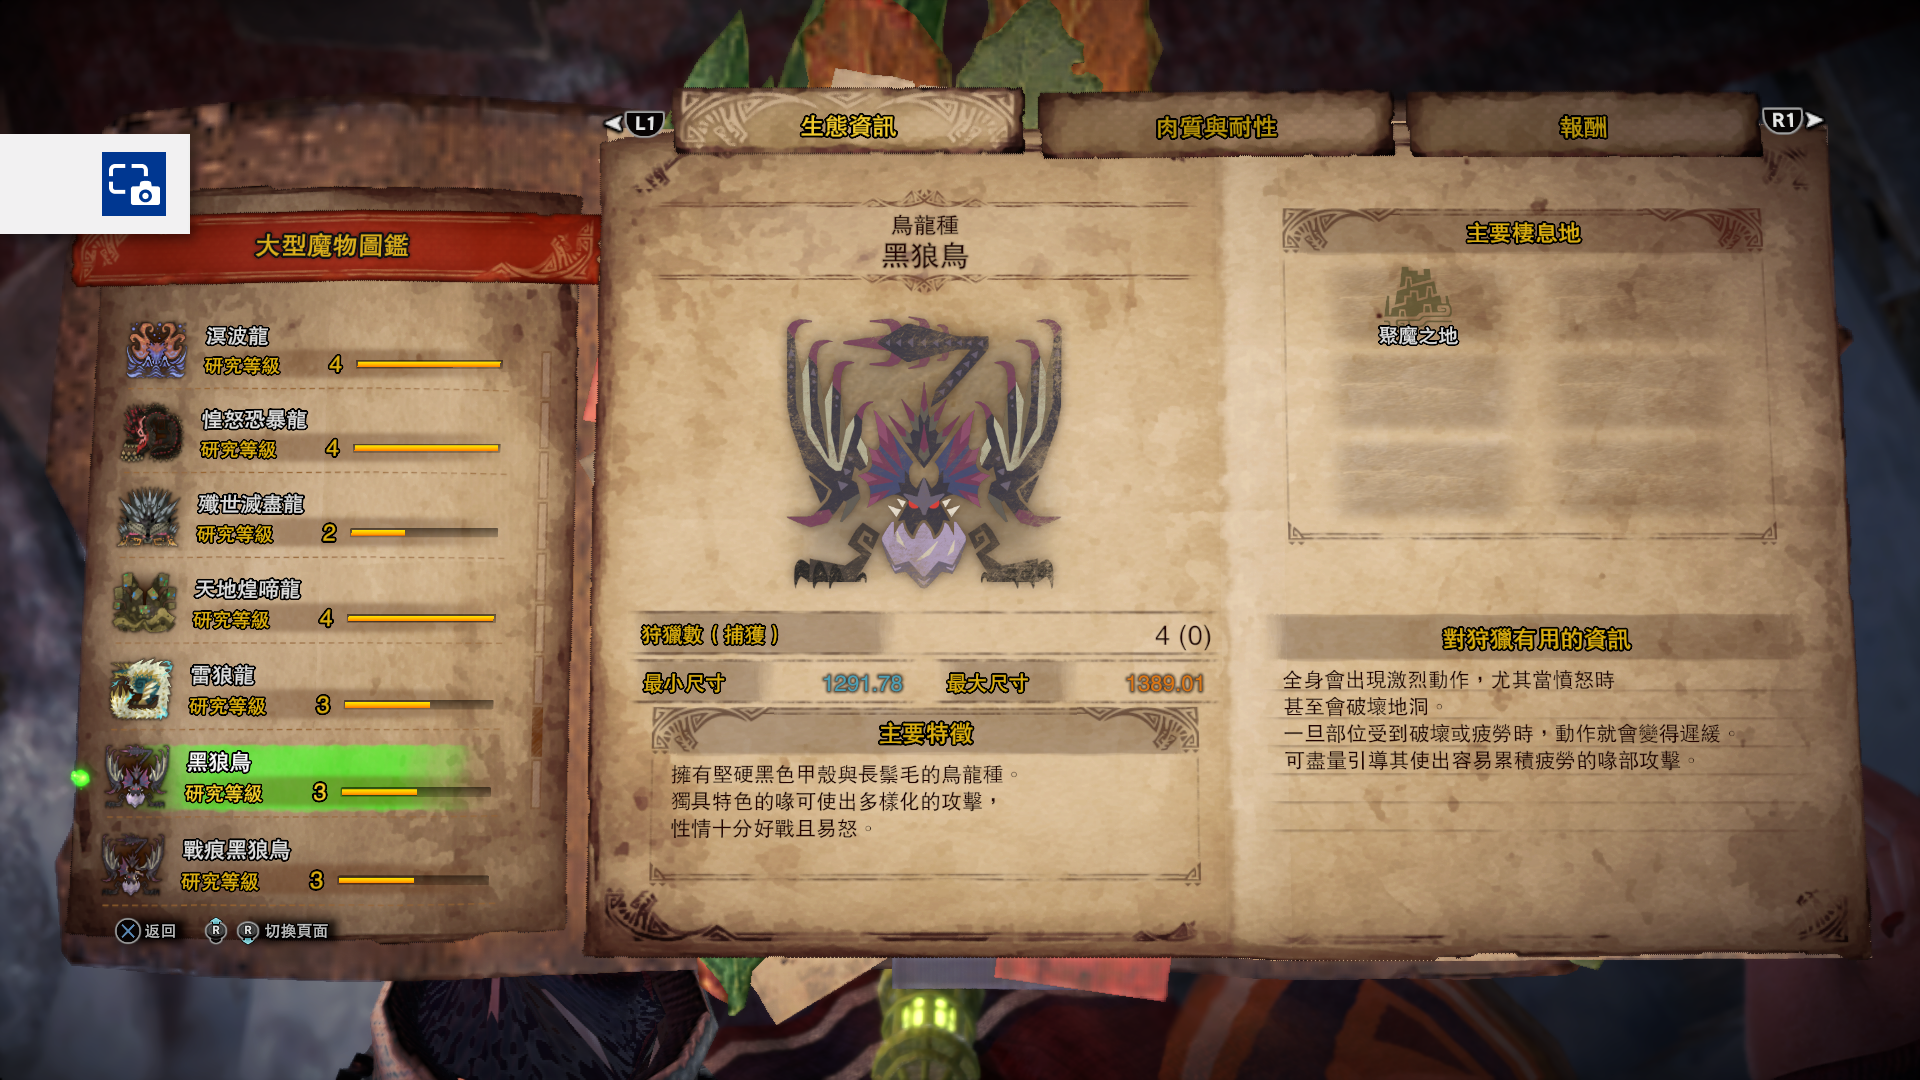 L1
生態資訊
肉質與耐性
報酬
R1
大型魔物圖鑑
溟波龍
研究等級 4
惶怒恐暴龍
研究等級 4
殲世滅盡龍
研究等級 2
天地煌啼龍
研究等級 4
雷狼龍
研究等級 3
黑狼鳥
研究等級 3
戰痕黑狼鳥
研究等級 3
返回 R R 切換頁面
鳥龍種
黑狼鳥
狩獵數(捕獲) 4 (0)
最小尺寸 1291.78 最大尺寸 1389.01
主要特徵
擁有堅硬黑色甲殼與長鬃毛的鳥龍種。
獨具特色的喙可使出多樣化的攻擊，
性情十分好戰且易怒。
主要棲息地
聚魔之地
對狩獵有用的資訊
全身會出現激烈動作，尤其當憤怒時
甚至會破壞地洞。
一旦部位受到破壞或疲勞時，動作就會變得遲緩。
可盡量引導其使出容易累積疲勞的喙部攻擊。